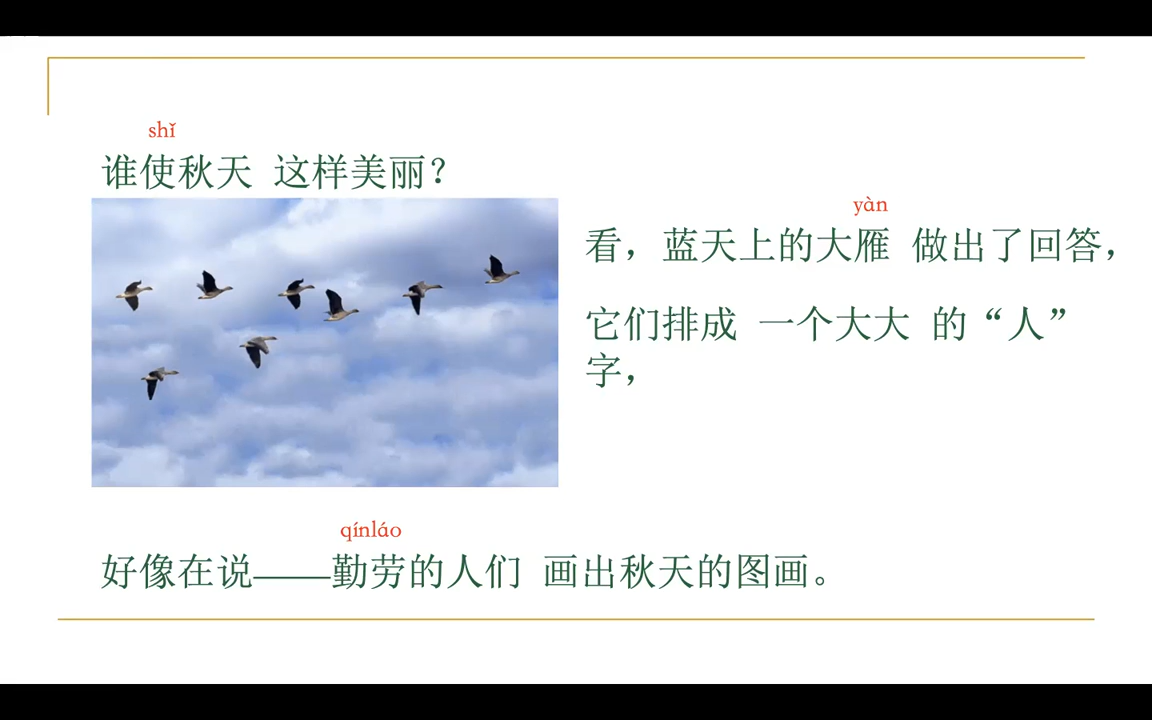 shǐ
谁使秋天 这样美丽？
yàn
看，蓝天上的大雁 做出了回答，
它们排成 一个大大 的“人”
字，
qínláo
好像在说——勤劳的人们 画出秋天的图画。